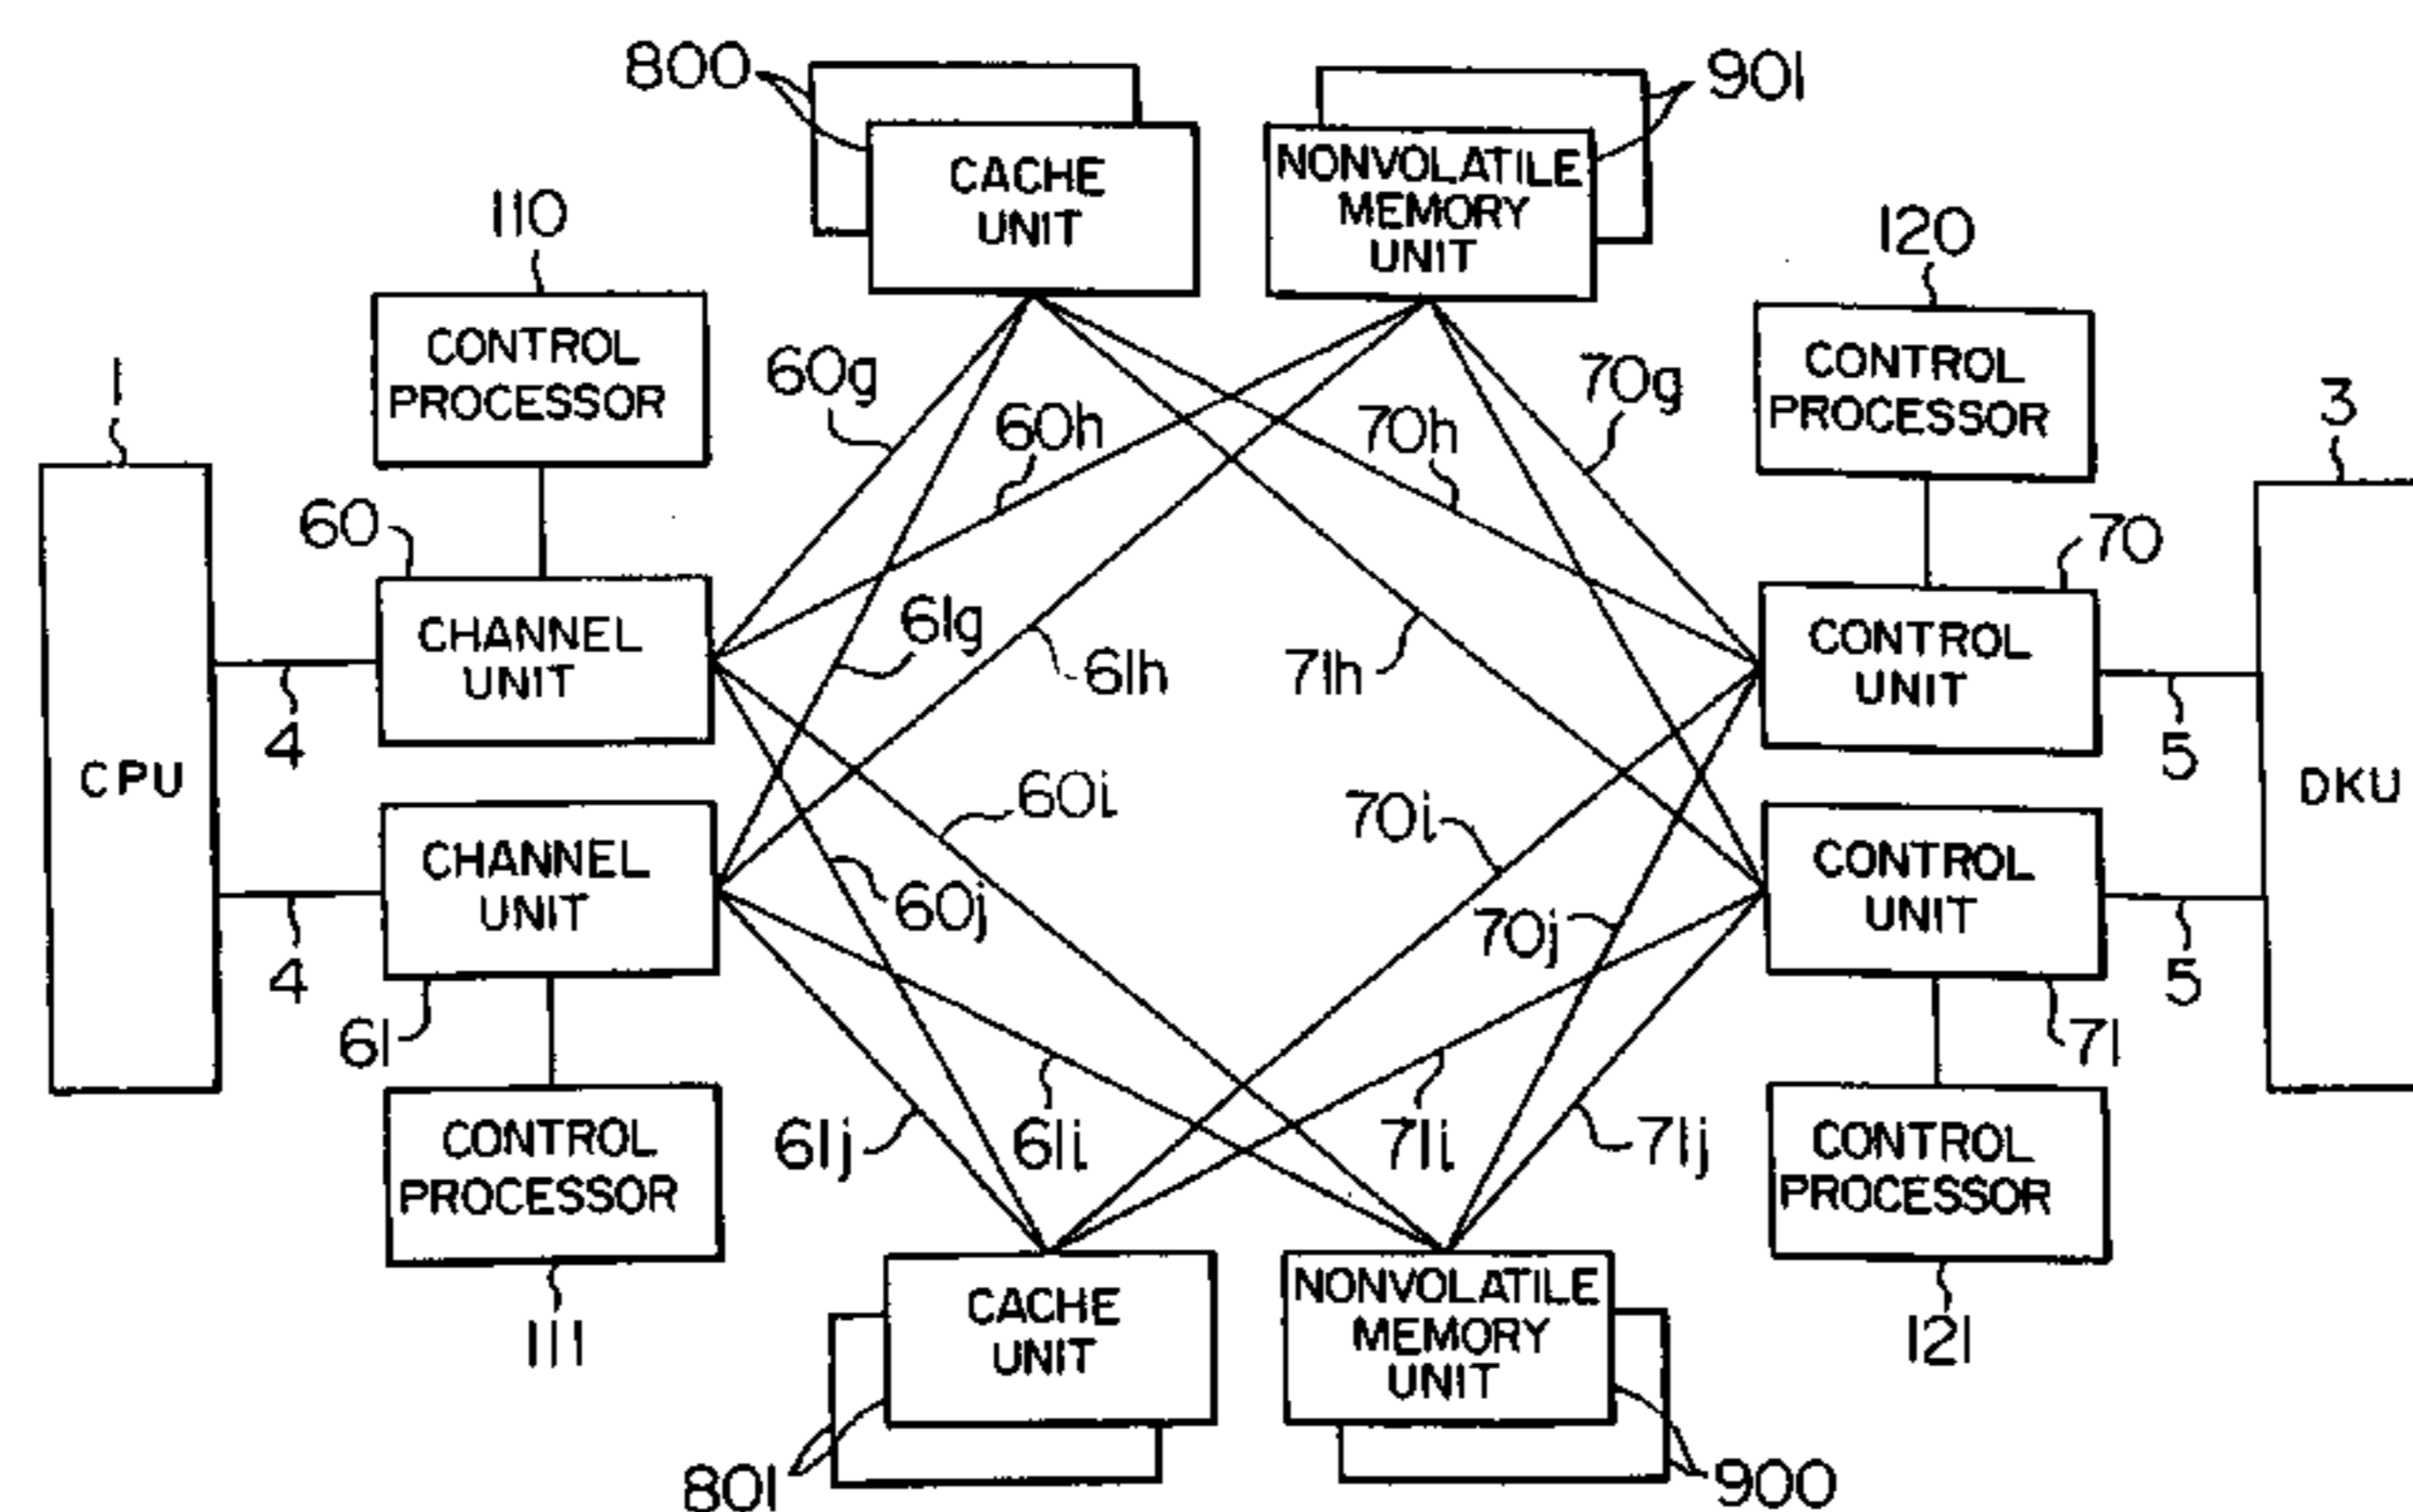 800
901
CACHE
UNIT
NONVOLATILE
MEMORY
UNIT
110
120
CONTROL
PROCESSOR
CONTROL
PROCESSOR
1
60g
60h
70h
70g
3
60
70
CHANNEL
UNIT
61g
61h
71h
CONTROL
UNIT
4
5
CPU
60i
70i
DKU
CHANNEL
UNIT
60j
70j
CONTROL
UNIT
4
5
61
71
CONTROL
PROCESSOR
61j
61i
71i
71j
CONTROL
PROCESSOR
111
121
CACHE
UNIT
NONVOLATILE
MEMORY
UNIT
801
900